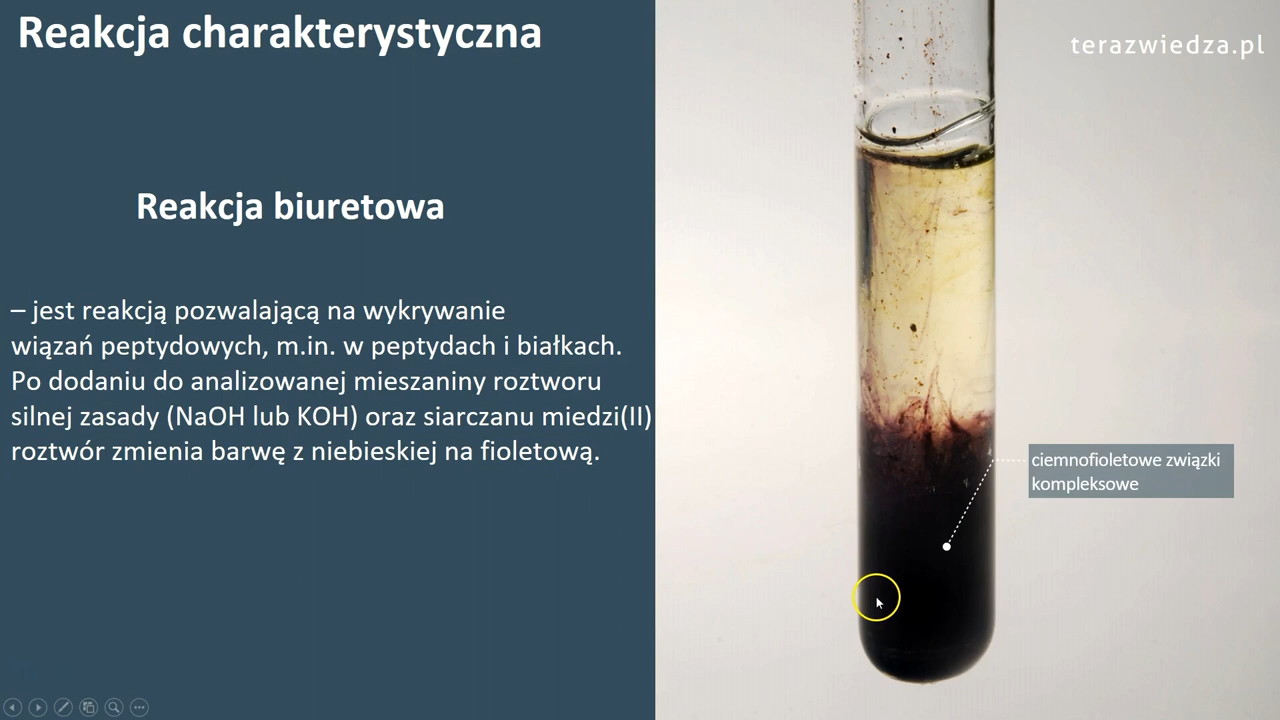 Reakcja charakterystyczna
terazwiedza.pl
Reakcja biuretowa
– jest reakcją pozwalającą na wykrywanie
wiązań peptydowych, m.in. w peptydach i białkach.
Po dodaniu do analizowanej mieszaniny roztworu
silnej zasady (NaOH lub KOH) oraz siarczanu miedzi(II)
roztwór zmienia barwę z niebieskiej na fioletową.
ciemnofioletowe związki
kompleksowe